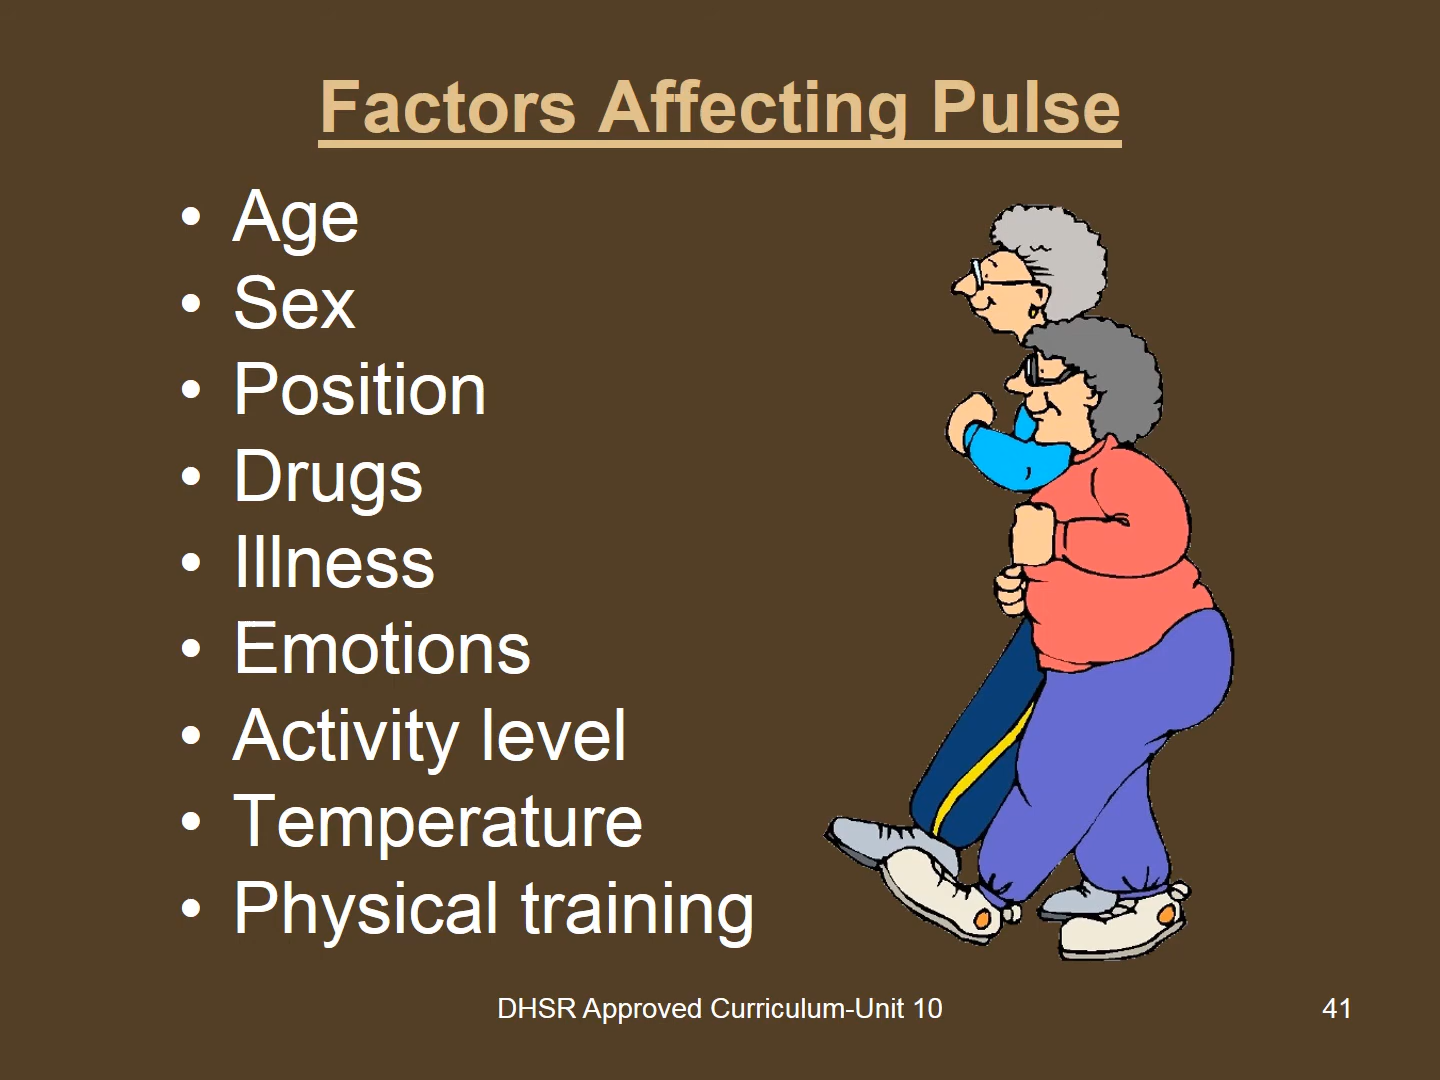 Factors Affecting Pulse
• Age
• Sex
• Position
• Drugs
• Illness
• Emotions
• Activity level
• Temperature
• Physical training
DHSR Approved Curriculum-Unit 10
41